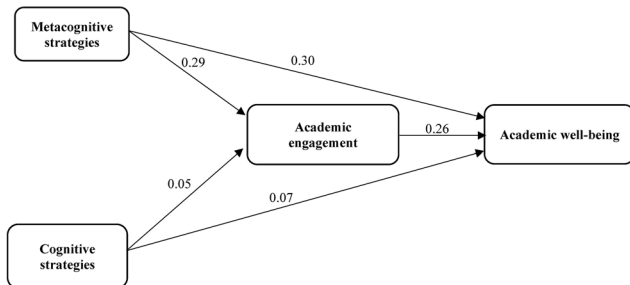 Metacognitive
strategies
0.30
0.29
Academic
engagement
0.26
Academic well-being
0.05
0.07
Cognitive
strategies